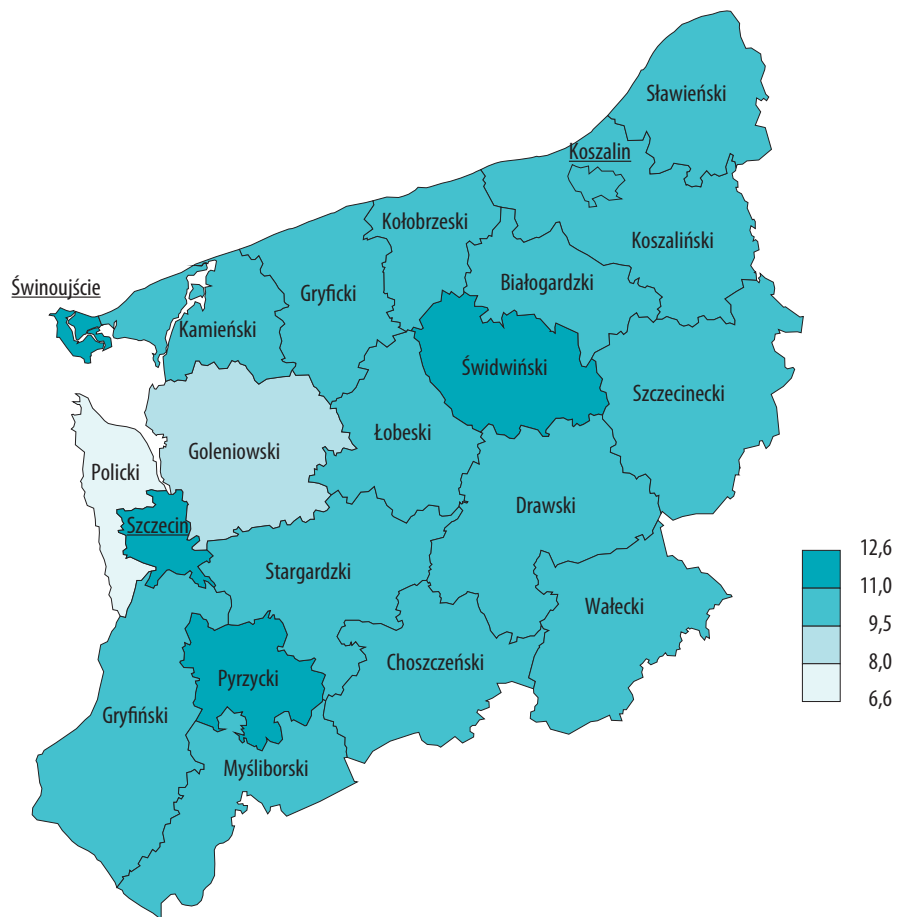 Sławieński
Koszalin
Kołobrzeski
Koszaliński
Białogardzki
Świnoujście
Gryficki
Kamieński
Świdwiński
Szczecinecki
Łobeski
Goleniowski
Policki
Drawski
Szczecin
Stargardzki
Wałecki
Choszczeński
Pyrzycki
Gryfiński
Myśliborski
12,6
11,0
9,5
8,0
6,6